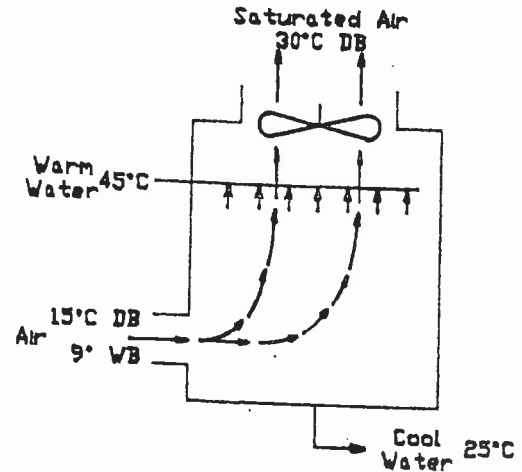 Saturated Air
30°C DB
Warm
Water 45°C
15°C DB
Air
9° WB
Cool
Water 25°C